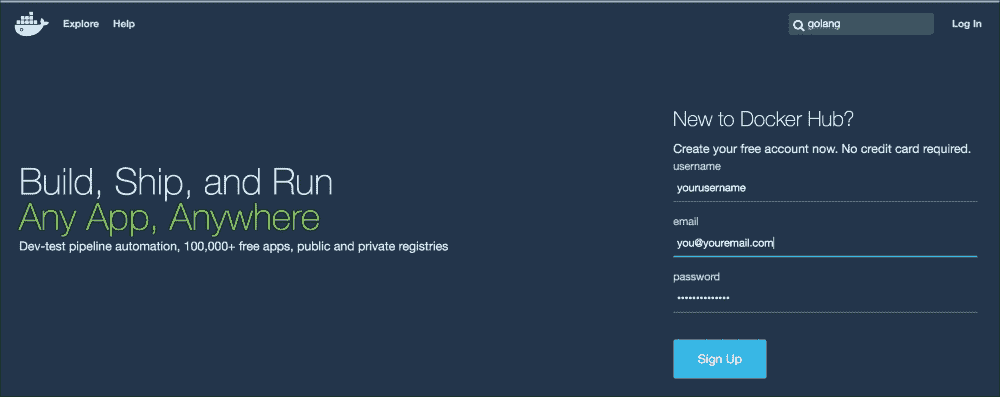 Explore Help golang Log In
New to Docker Hub?
Create your free account now. No credit card required.
username
yourusername
email
you@youremail.com
password
••••••••••••••
Sign Up
Build, Ship, and Run
Any App, Anywhere
Dev-test pipeline automation, 100,000+ free apps, public and private registries